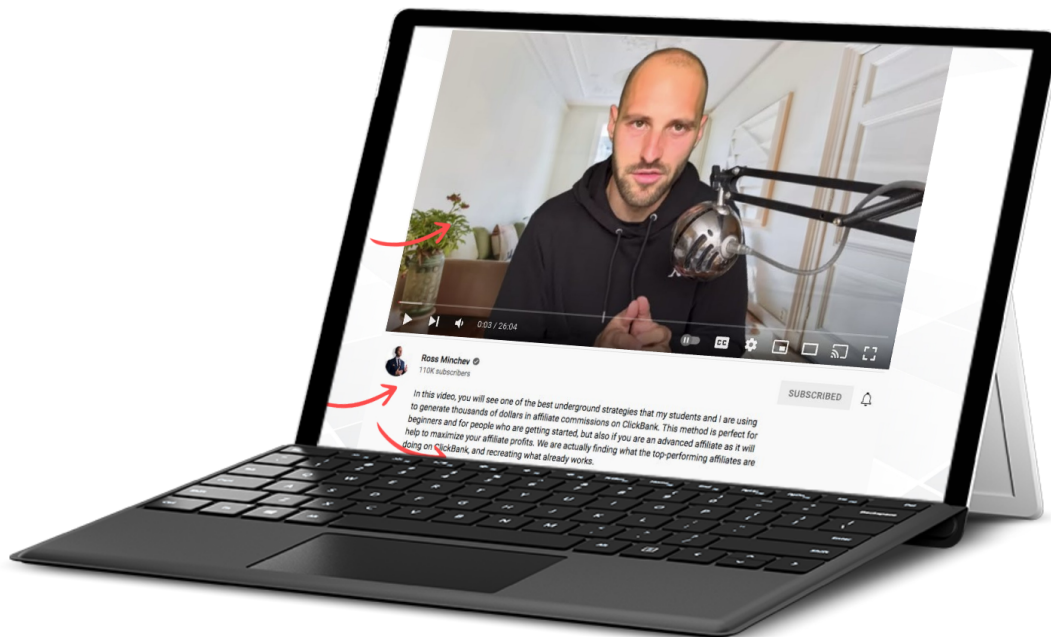 0:03 / 26:04
CC
Ross Minchev
110K subscribers
SUBSCRIBED
In this video, you will see one of the best underground strategies that my students and I are using
to generate thousands of dollars in affiliate commissions on ClickBank. This method is perfect for
beginners and for people who are getting started, but also if you are an advanced affiliate as it will
help to maximize your affiliate profits. We are actually finding what the top-performing affiliates are
doing on ClickBank, and recreating what already works.